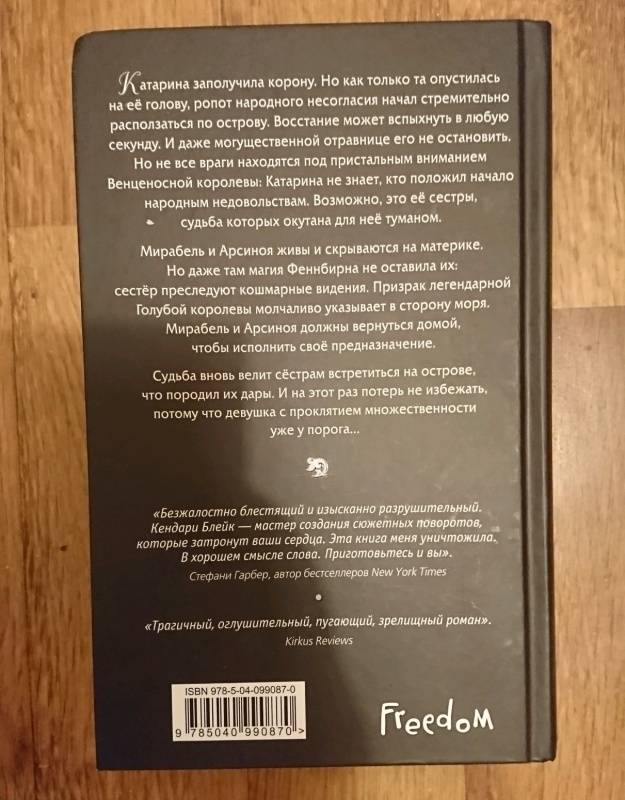 Катарина заполучила корону. Но как только та опустилась
на её голову, ропот народного несогласия начал стремительно
расползаться по острову. Восстание может вспыхнуть в любую
секунду. И даже могущественной отравнице его не остановить.
Но не все враги находятся под пристальным вниманием
Венценосной королевы: Катарина не знает, кто положил начало
народным недовольствам. Возможно, это её сестры,
судьба которых окутана для неё туманом.
Мирабель и Арсиноя живы и скрываются на материке.
Но даже там магия Феннбирна не оставила их:
сестёр преследуют кошмарные видения. Призрак легендарной
Голубой королевы молчаливо указывает в сторону моря.
Мирабель и Арсиноя должны вернуться домой,
чтобы исполнить своё предназначение.
Судьба вновь велит сёстрам встретиться на острове,
что породил их дары. И на этот раз потерь не избежать,
потому что девушка с проклятием множественности
уже у порога...
«Безжалостно блестящий и изысканно разрушительный.
Кендари Блейк — мастер создания сюжетных поворотов,
которые затронут ваши сердца. Эта книга меня уничтожила.
В хорошем смысле слова. Приготовьтесь и вы».
Стефани Гарбер, автор бестселлеров New York Times
«Трагичный, оглушительный, пугающий, зрелищный роман».
Kirkus Reviews
ISBN 978-5-04-099087-0
9 785040 990870 >
Freedom